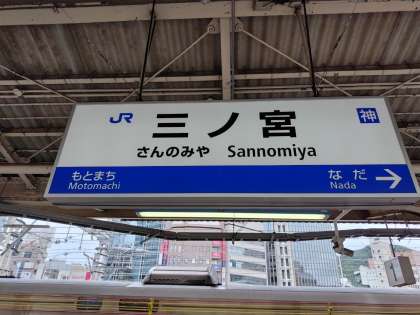 JR 三ノ宮 神
さんのみや Sannomiya
もとまち なだ
Motomachi Nada